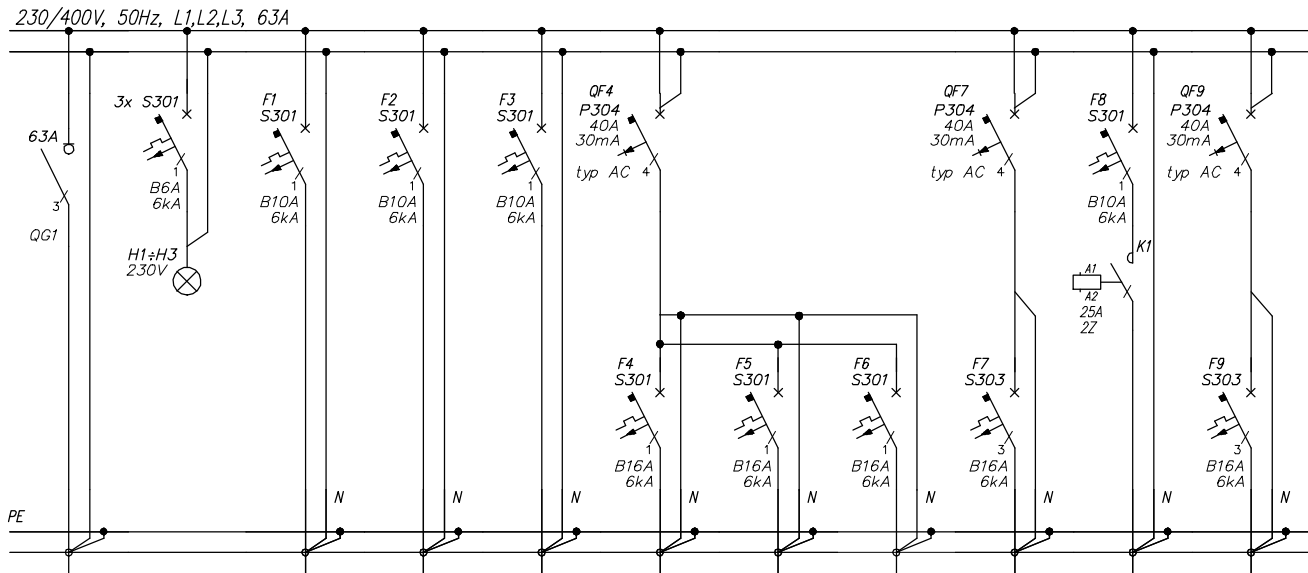 230/400V, 50Hz, L1,L2,L3, 63A
63A
3
QG1
3x S301
1
B6A
6kA
H1÷H3
230V
F1
S301
1
B10A
6kA
F2
S301
1
B10A
6kA
F3
S301
1
B10A
6kA
QF4
P304
40A
30mA
typ AC 4
QF7
P304
40A
30mA
typ AC 4
F8
S301
1
B10A
6kA
K1
A1
A2
25A
2Z
QF9
P304
40A
30mA
typ AC 4
F4
S301
1
B16A
6kA
F5
S301
1
B16A
6kA
F6
S301
1
B16A
6kA
F7
S303
3
B16A
6kA
F9
S303
3
B16A
6kA
PE
N
N
N
N
N
N
N
N
N